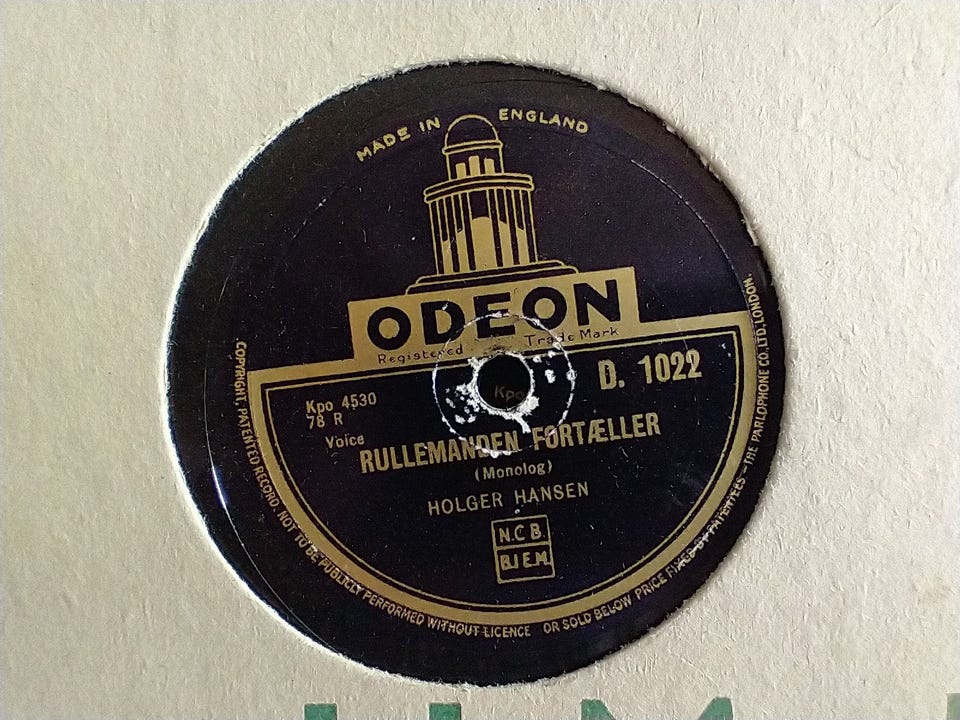 MADE IN ENGLAND
ODEON
Registered Trade Mark
D. 1022
Kpo 4530
78 R
Voice
RULLEMANDEN FORTÆLLER
(Monolog)
HOLGER HANSEN
N.C.B.
B.I.E.M.
COPYRIGHT, PATENTED RECORD. NOT TO BE PUBLICLY PERFORMED WITHOUT LICENCE OR SOLD BELOW PRICE FIXED BY PATENTEES - THE PARLOPHONE CO., LTD., LONDON.